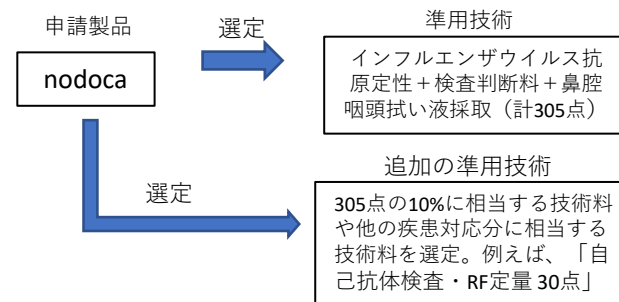 申請製品
選定
準用技術
nodoca
インフルエンザウイルス抗
原定性＋検査判断料＋鼻腔
咽頭拭い液採取（計305点）
追加の準用技術
選定
305点の10%に相当する技術料
や他の疾患対応分に相当する
技術料を選定。例えば、「自
己抗体検査・RF定量 30点」